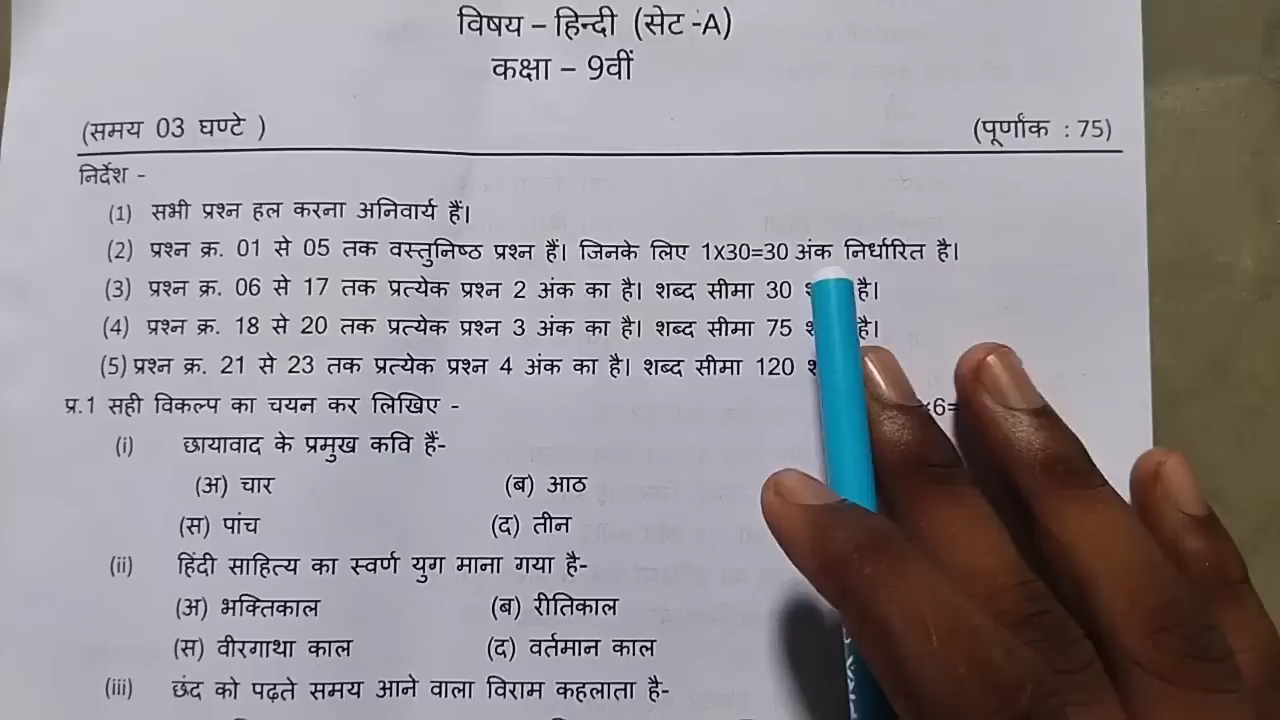 विषय – हिन्दी (सेट -A)
कक्षा – 9वीं
(समय 03 घण्टे )
(पूर्णांक : 75)
निर्देश -
(1) सभी प्रश्न हल करना अनिवार्य हैं।
(2) प्रश्न क्र. 01 से 05 तक वस्तुनिष्ठ प्रश्न हैं। जिनके लिए 1x30=30 अंक निर्धारित है।
(3) प्रश्न क्र. 06 से 17 तक प्रत्येक प्रश्न 2 अंक का है। शब्द सीमा 30 है।
(4) प्रश्न क्र. 18 से 20 तक प्रत्येक प्रश्न 3 अंक का है। शब्द सीमा 75 है।
(5) प्रश्न क्र. 21 से 23 तक प्रत्येक प्रश्न 4 अंक का है। शब्द सीमा 120
प्र.1 सही विकल्प का चयन कर लिखिए -
(i) छायावाद के प्रमुख कवि हैं-
(अ) चार (ब) आठ
(स) पांच (द) तीन
(ii) हिंदी साहित्य का स्वर्ण युग माना गया है-
(अ) भक्तिकाल (ब) रीतिकाल
(स) वीरगाथा काल (द) वर्तमान काल
(iii) छंद को पढ़ते समय आने वाला विराम कहलाता है-